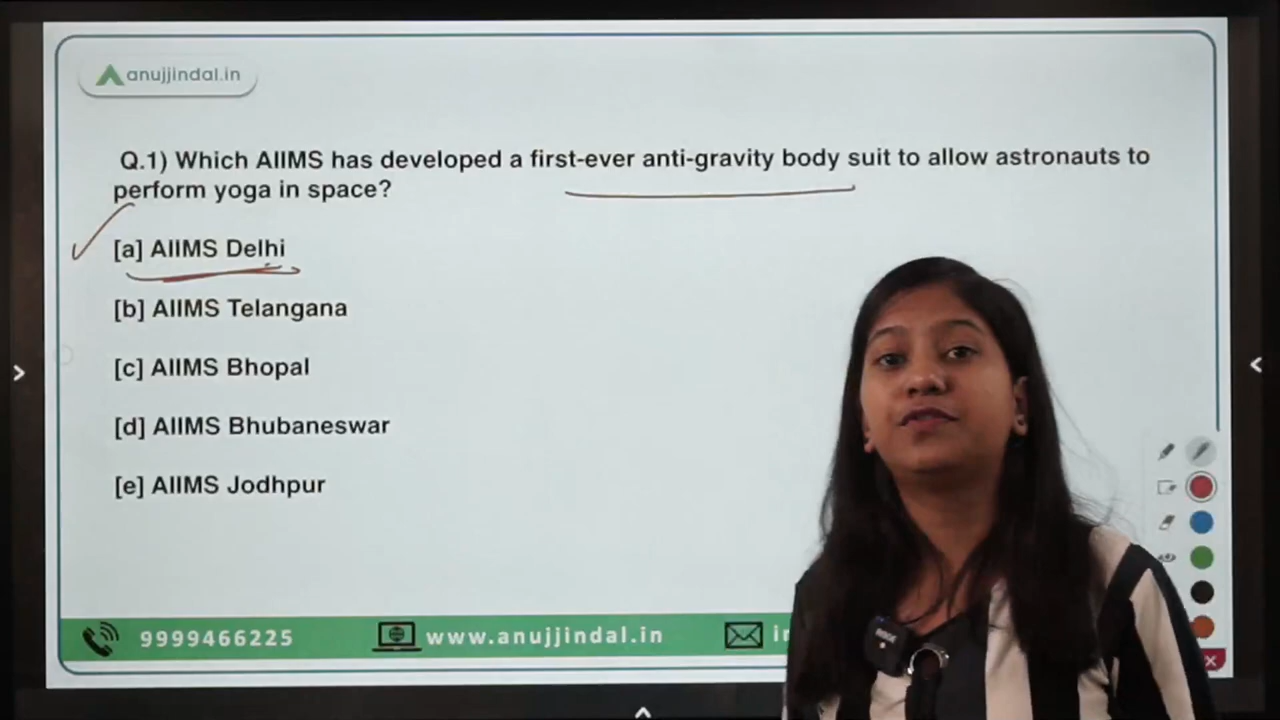 anujjindal.in
Q.1) Which AIIMS has developed a first-ever anti-gravity body suit to allow astronauts to
perform yoga in space?
[a] AIIMS Delhi
[b] AIIMS Telangana
[c] AIIMS Bhopal
[d] AIIMS Bhubaneswar
[e] AIIMS Jodhpur
9999466225 www.anujjindal.in